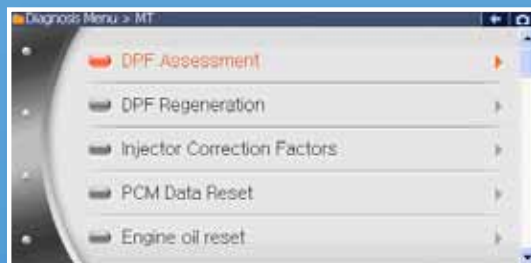 Diagnosis Menu > MT
DPF Assessment
DPF Regeneration
Injector Correction Factors
PCM Data Reset
Engine oil reset